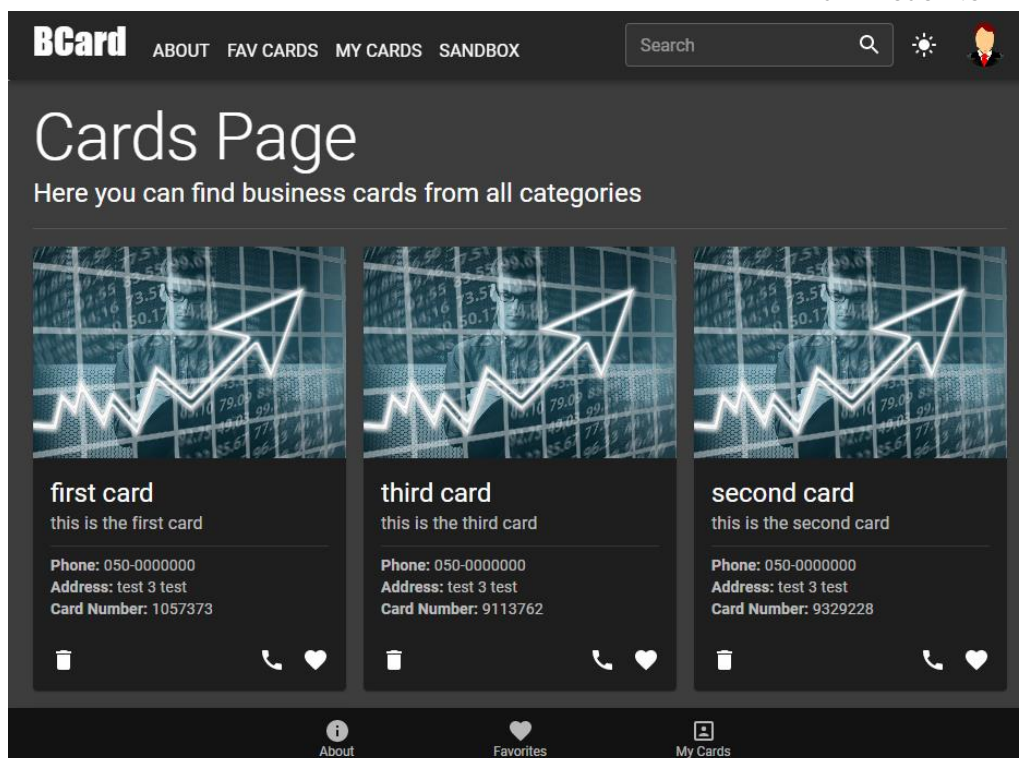 BCard ABOUT FAV CARDS MY CARDS SANDBOX Search
Cards Page
Here you can find business cards from all categories
first card
this is the first card
Phone: 050-0000000
Address: test 3 test
Card Number: 1057373
third card
this is the third card
Phone: 050-0000000
Address: test 3 test
Card Number: 9113762
second card
this is the second card
Phone: 050-0000000
Address: test 3 test
Card Number: 9329228
About Favorites My Cards